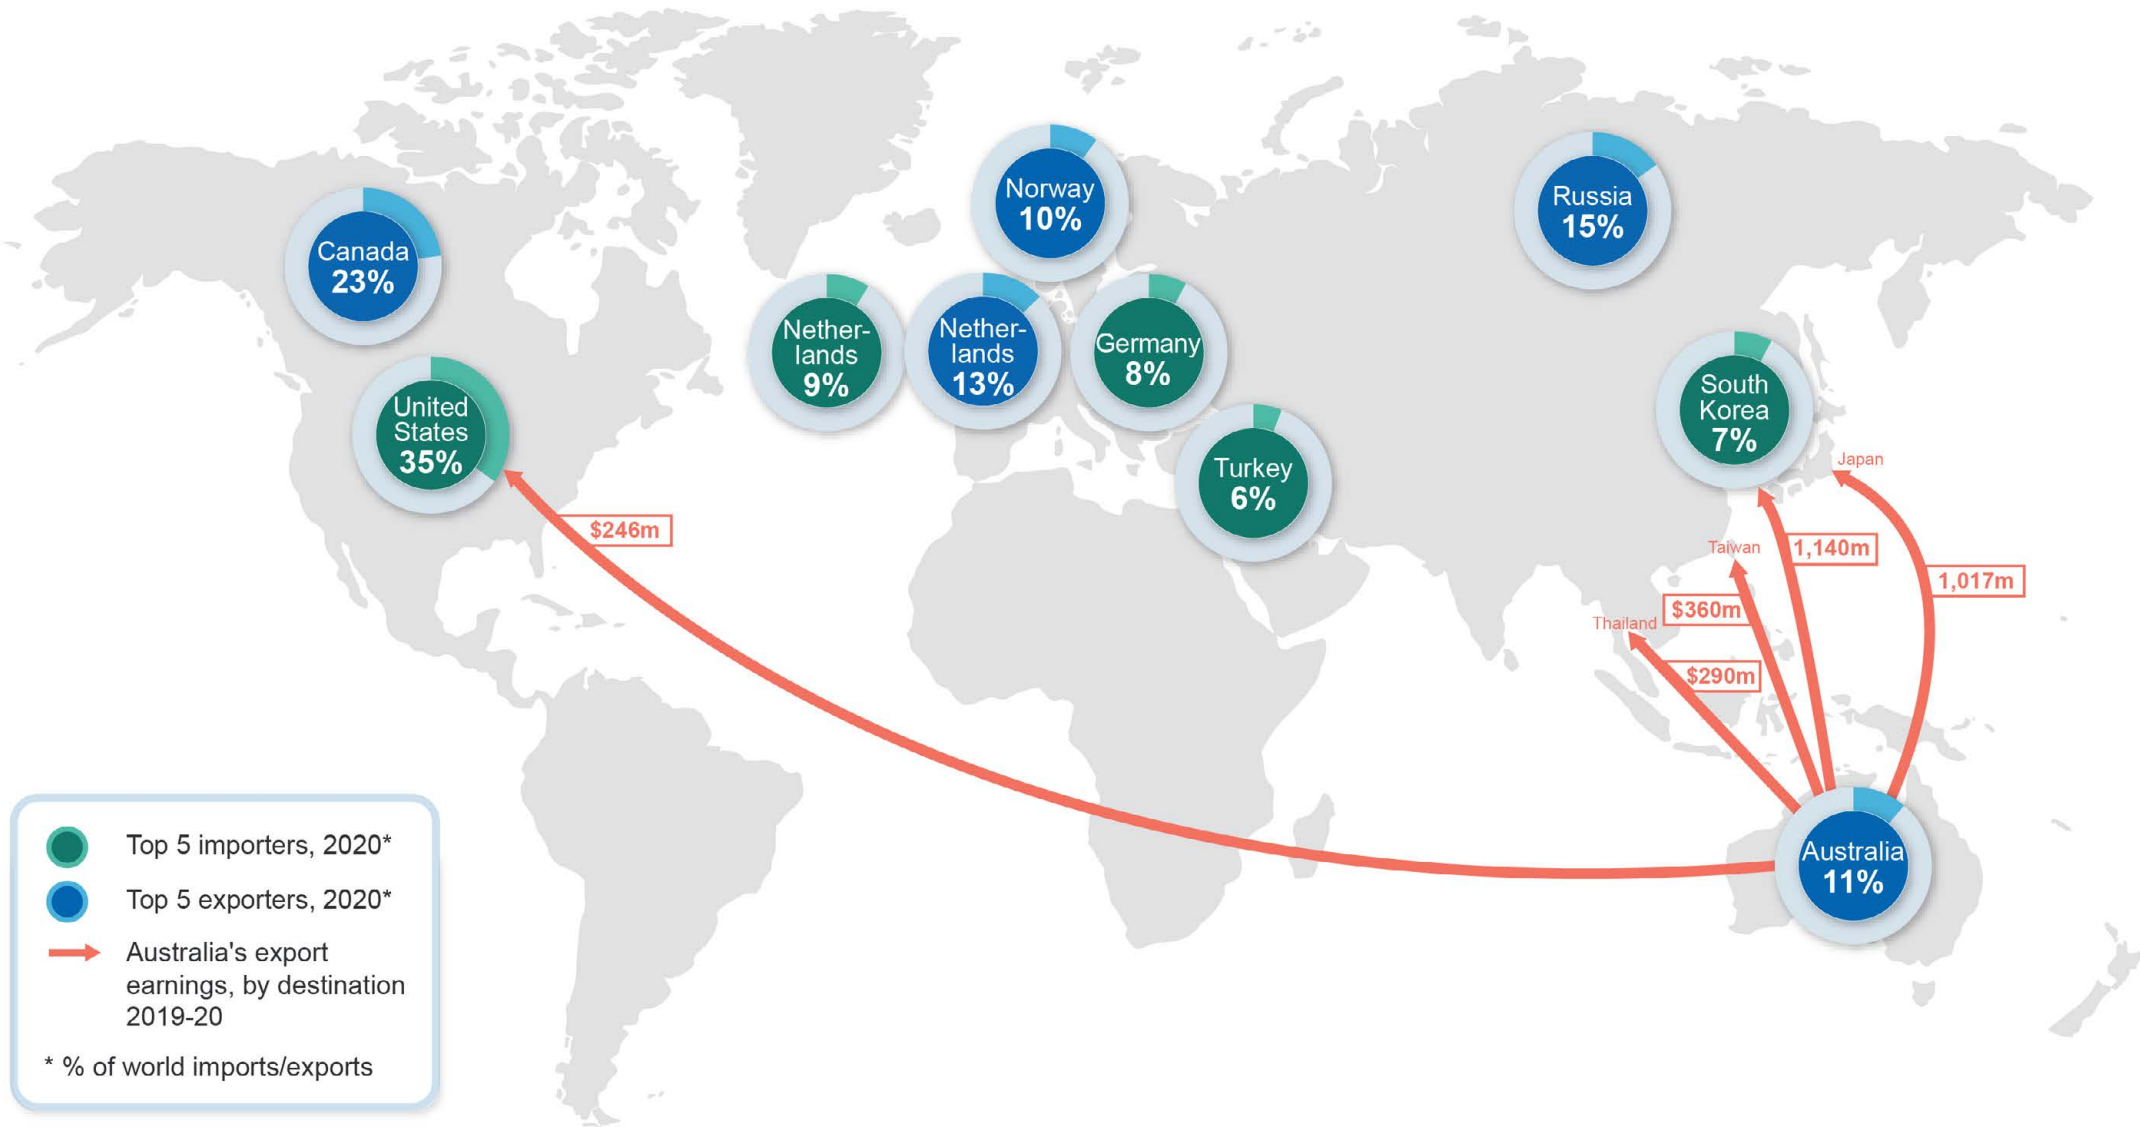 Norway
10%
Russia
15%
Canada
23%
Nether-
lands
9%
Nether-
lands
13%
Germany
8%
United
States
35%
South
Korea
7%
Turkey
6%
Japan
$246m
Taiwan
1,140m
1,017m
$360m
Thailand
$290m
Australia
11%
Top 5 importers, 2020*
Top 5 exporters, 2020*
Australia's export
earnings, by destination
2019-20
* % of world imports/exports